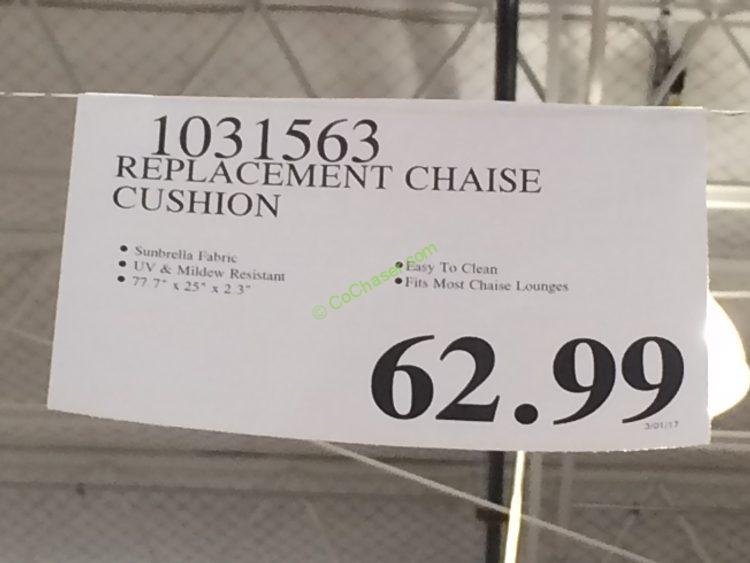 1031563
REPLACEMENT CHAISE
CUSHION
• Sunbrella Fabric
• UV & Mildew Resistant
• 77.7" x 25" x 2.3"
• Easy To Clean
• Fits Most Chaise Lounges
© CoChaser.com
62.99
3/01/17